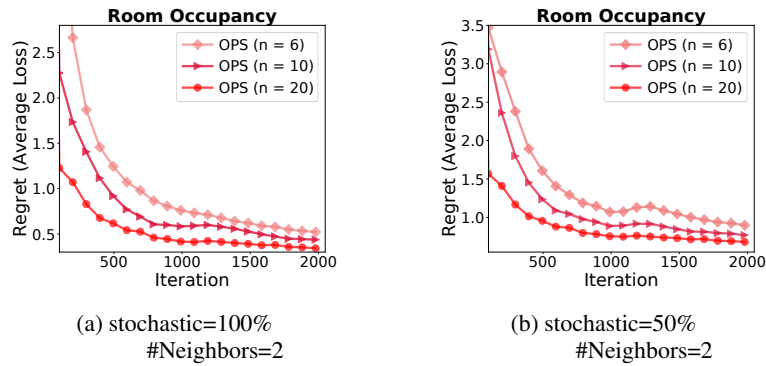 Room Occupancy
2.5
2.0
1.5
1.0
0.5
Regret (Average Loss)
OPS (n = 6)
OPS (n = 10)
OPS (n = 20)
500
1000
1500
2000
Iteration
(a) stochastic=100%
#Neighbors=2
Room Occupancy
3.5
3.0
2.5
2.0
1.5
1.0
Regret (Average Loss)
OPS (n = 6)
OPS (n = 10)
OPS (n = 20)
500
1000
1500
2000
Iteration
(b) stochastic=50%
#Neighbors=2